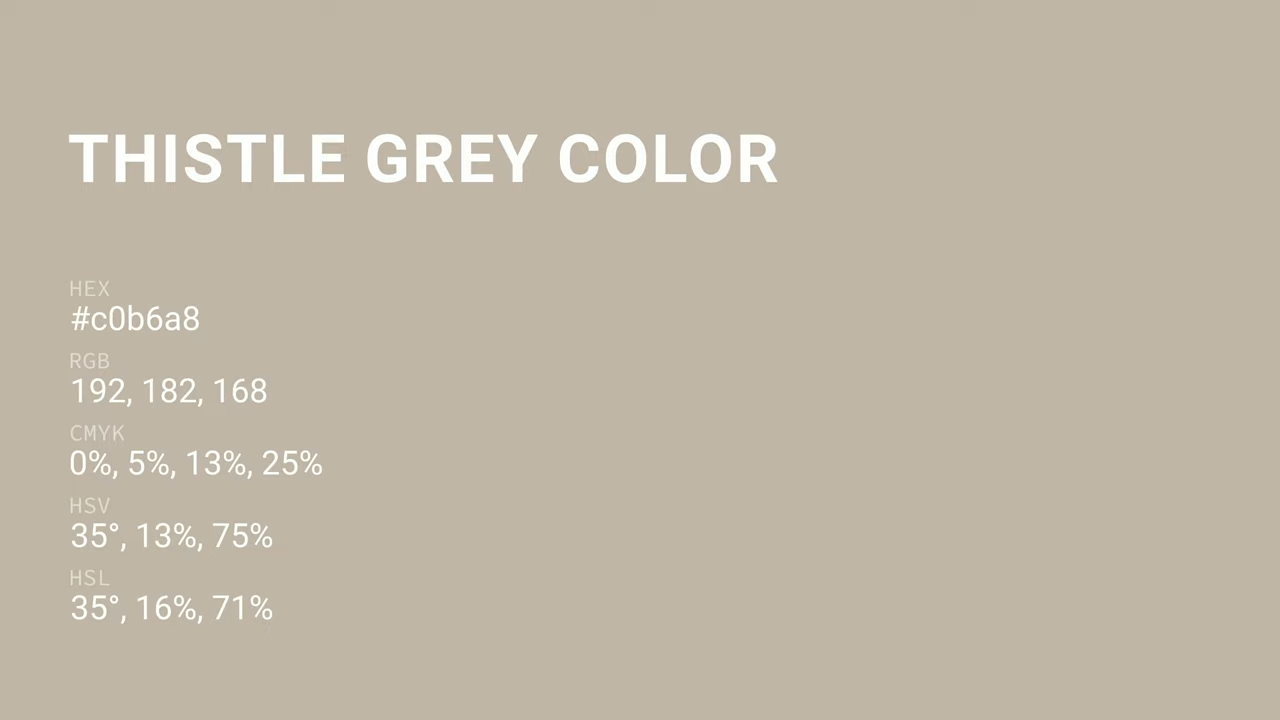 THISTLE GREY COLOR
HEX
#c0b6a8
RGB
192, 182, 168
CMYK
0%, 5%, 13%, 25%
HSV
35°, 13%, 75%
HSL
35°, 16%, 71%